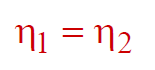 η₁ = η₂